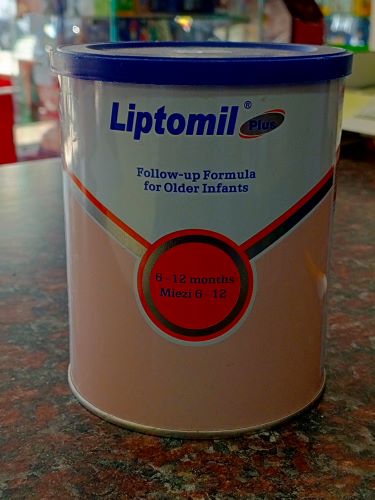 Liptomil® Plus
Follow-up Formula
for Older Infants
6 - 12 months
Miezi 6 - 12